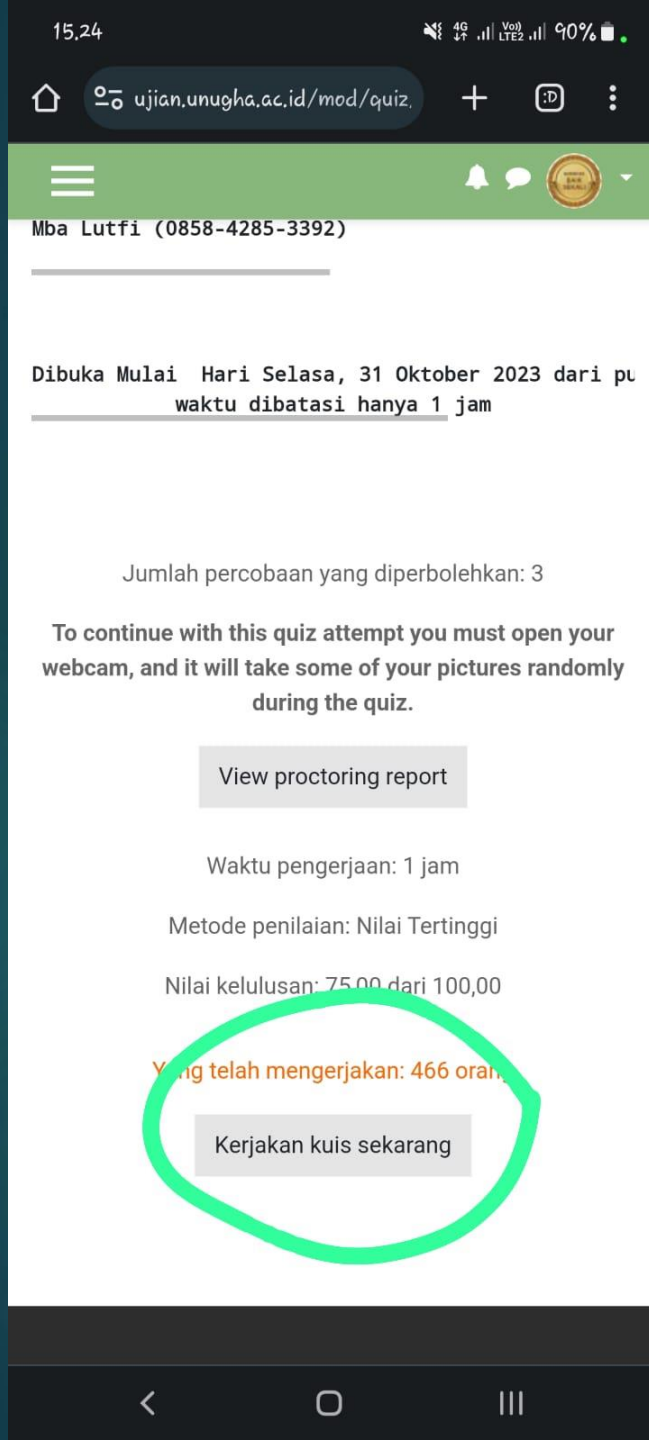 15.24
4G Vo)) LTE2 90%
ujian.unugha.ac.id/mod/quiz
:D
Mba Lutfi (0858-4285-3392)
Dibuka Mulai Hari Selasa, 31 Oktober 2023 dari pu
waktu dibatasi hanya 1 jam
Jumlah percobaan yang diperbolehkan: 3
To continue with this quiz attempt you must open your
webcam, and it will take some of your pictures randomly
during the quiz.
View proctoring report
Waktu pengerjaan: 1 jam
Metode penilaian: Nilai Tertinggi
Nilai kelulusan: 75,00 dari 100,00
telah mengerjakan: 466
Kerjakan kuis sekarang